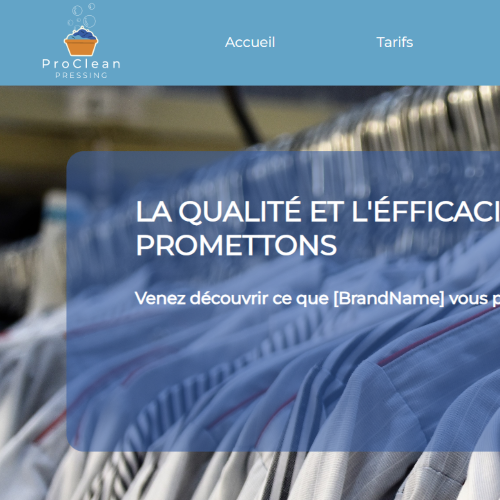 ProClean
PRESSING
Accueil
Tarifs
LA QUALITÉ ET L'ÉFFICACI
PROMETTONS
Venez découvrir ce que [BrandName] vous p